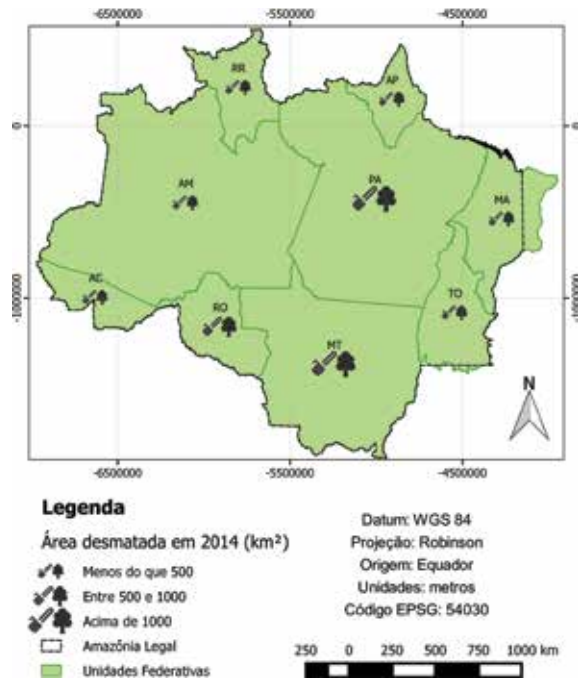 -6500000 -5500000 -4500000
RR
AP
0 0
AM
PA
MA
AC
RO
TO
-1000000 -1000000
MT
N
-6500000 -5500000 -4500000
Legenda
Área desmatada em 2014 (km²)
Menos do que 500
Entre 500 e 1000
Acima de 1000
Amazônia Legal
Unidades Federativas
Datum: WGS 84
Projeção: Robinson
Origem: Equador
Unidades: metros
Código EPSG: 54030
250 0 250 500 750 1000 km